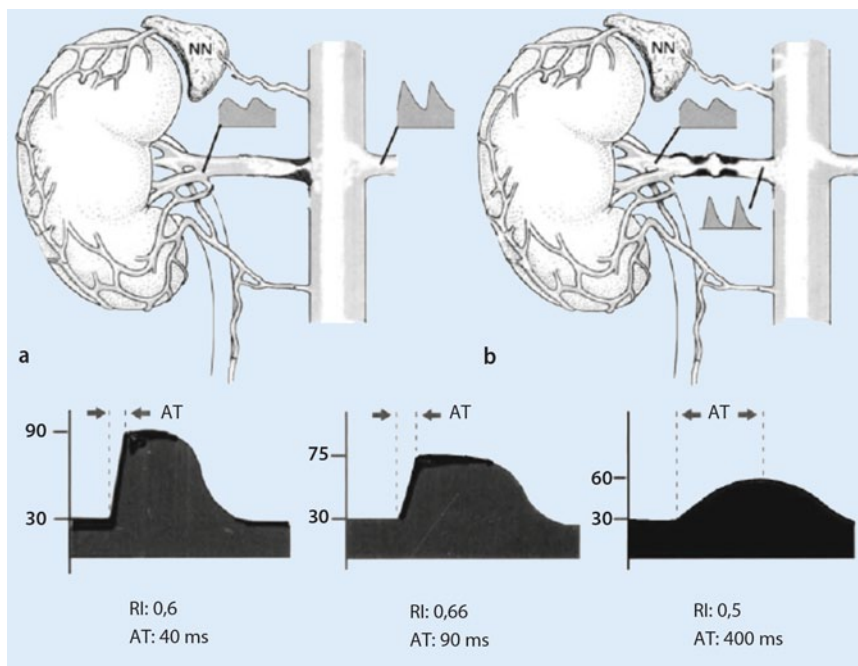 NN
NN
a
b
AT
AT
AT
90
30
75
30
60
30
RI: 0,6
AT: 40 ms
RI: 0,66
AT: 90 ms
RI: 0,5
AT: 400 ms